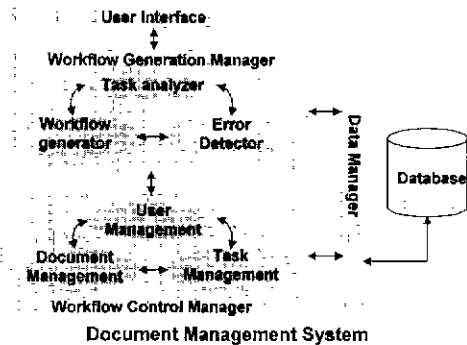 User Interface
Workflow Generation Manager
Task analyzer
Workflow
generator
Error
Detector
Data Manager
Database
User
Management
Document
Management
Task
Management
Workflow Control Manager
Document Management System